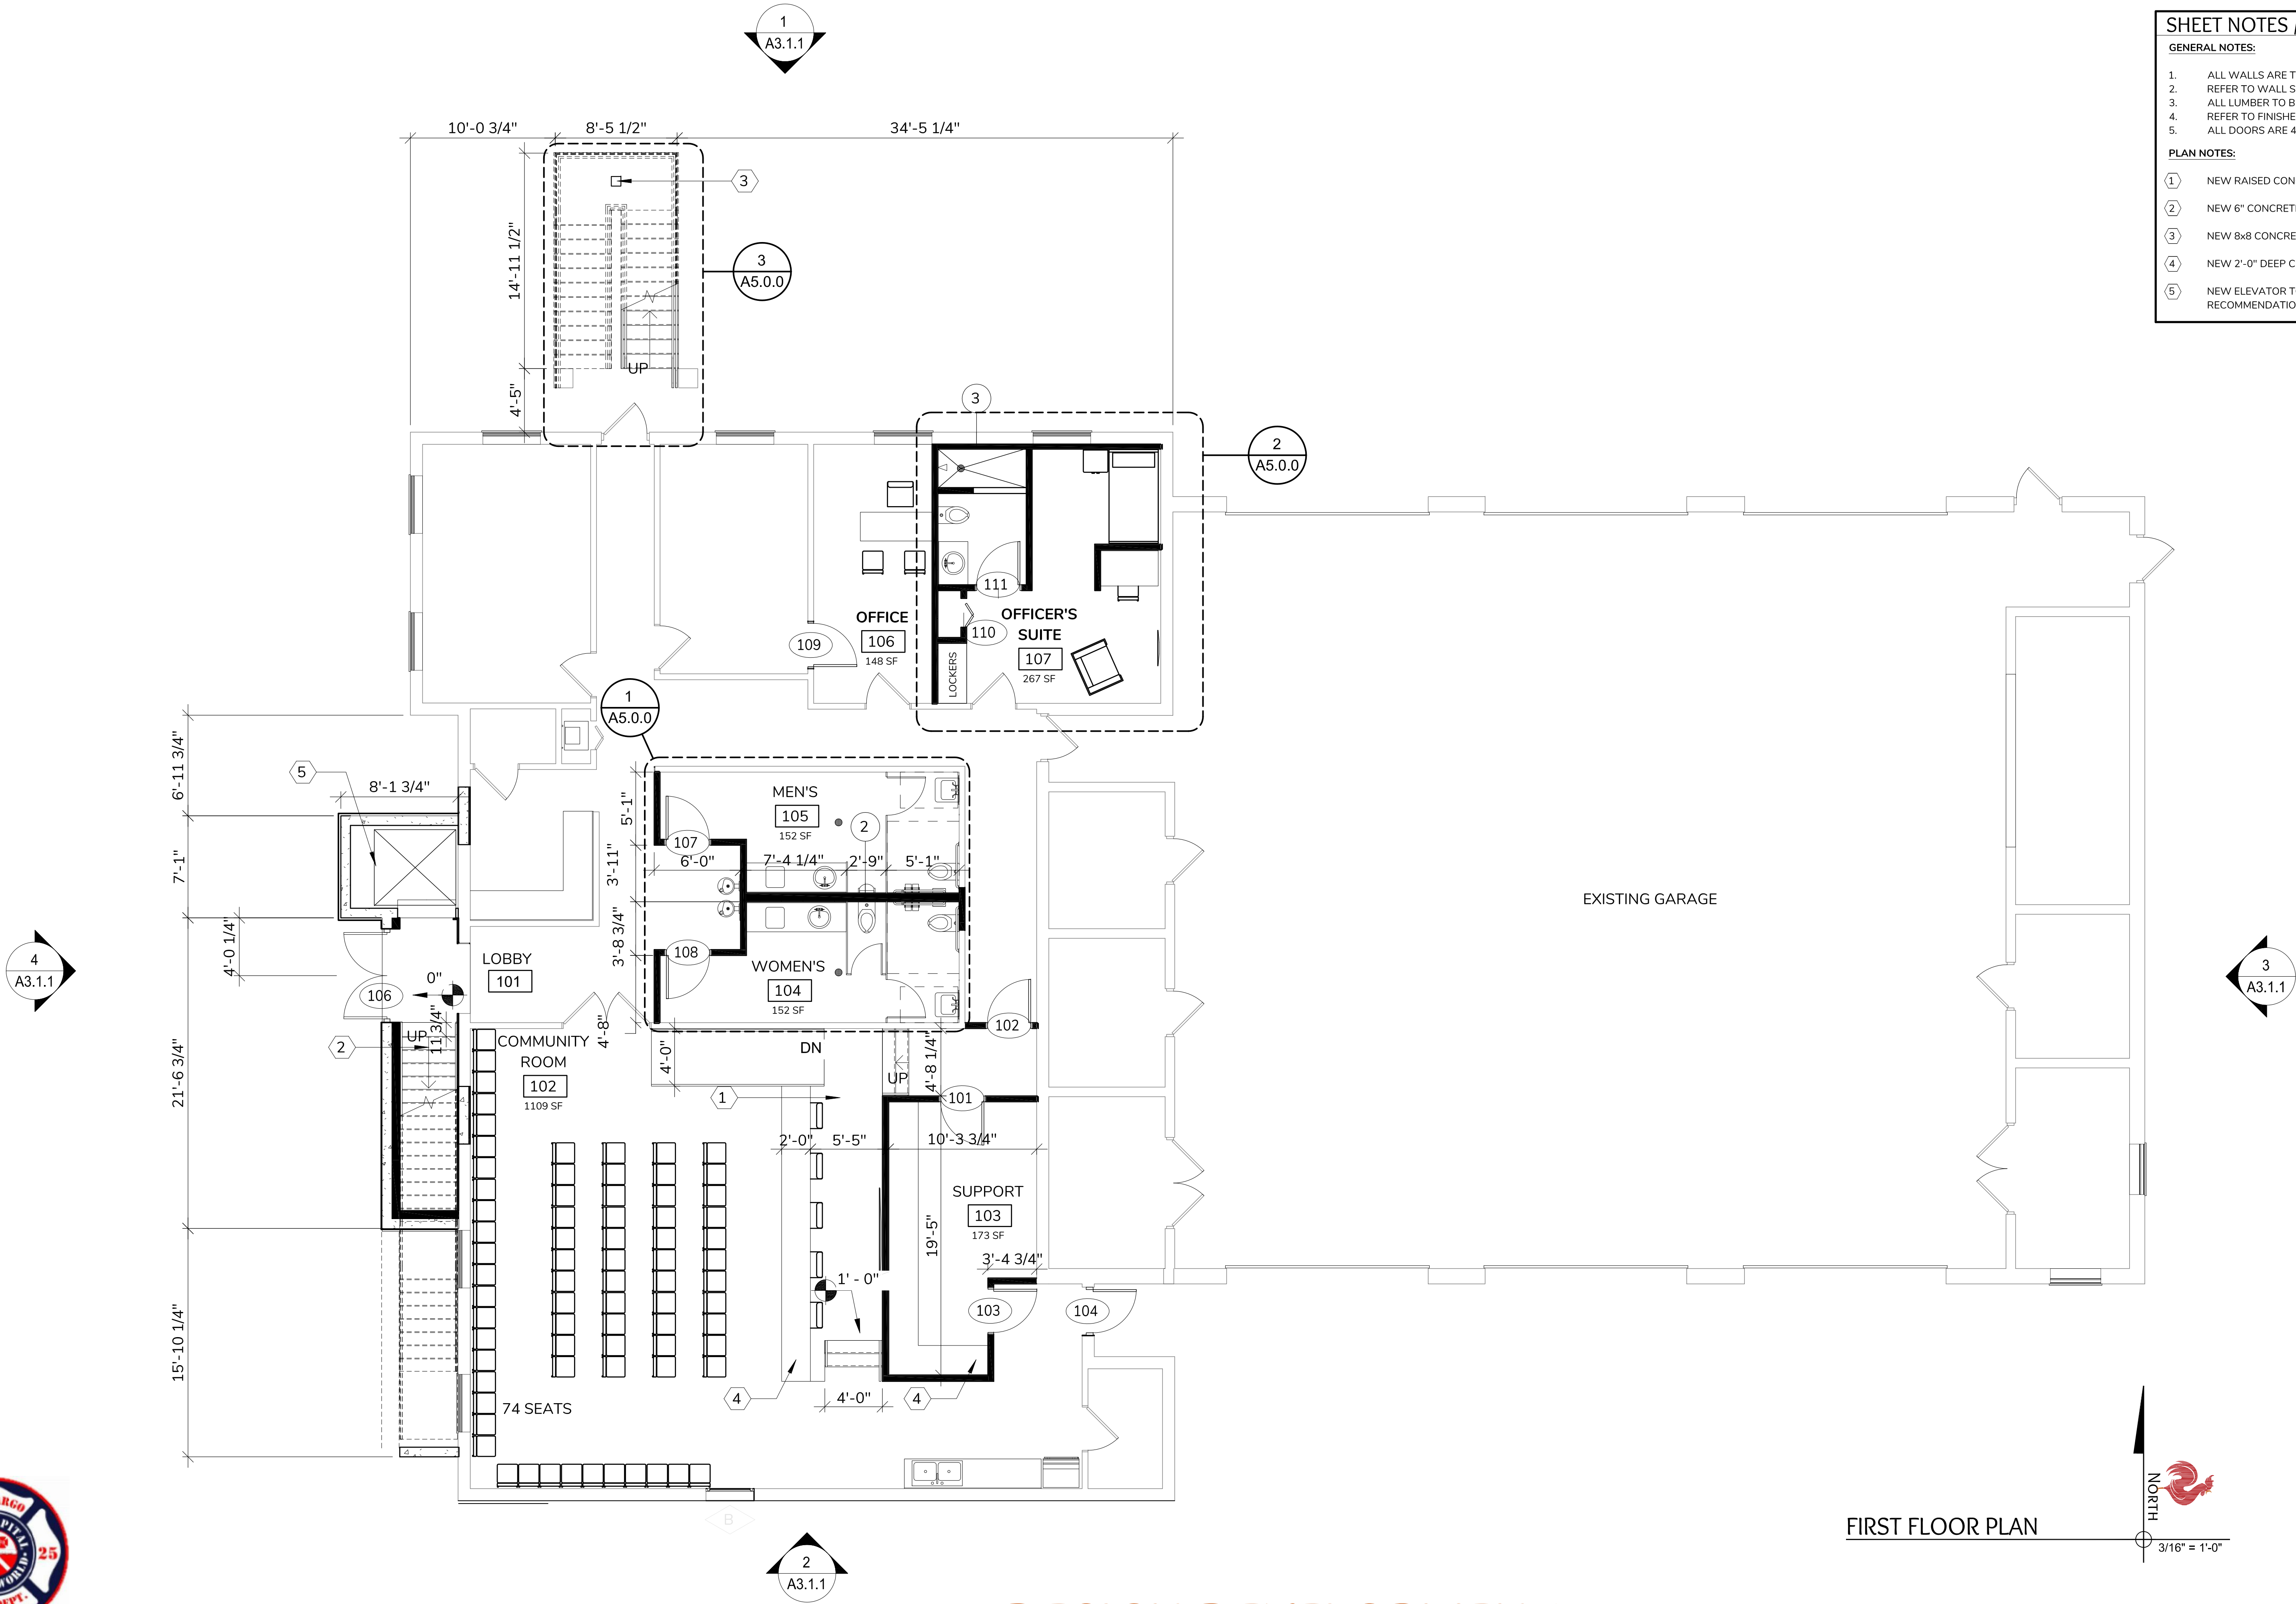 1
A3.1.1
SHEET NOTES
GENERAL NOTES:
1. ALL WALLS ARE T
2. REFER TO WALL S
3. ALL LUMBER TO B
4. REFER TO FINISHE
5. ALL DOORS ARE 4
PLAN NOTES:
1 NEW RAISED CON
2 NEW 6" CONCRET
3 NEW 8x8 CONCRE
4 NEW 2'-0" DEEP C
5 NEW ELEVATOR T
RECOMMENDATIO
10'-0 3/4" 8'-5 1/2" 34'-5 1/4"
3
14'-11 1/2"
3
A5.0.0
UP
4'-5"
3
2
A5.0.0
111
OFFICE
106
148 SF
109
110
OFFICER'S
SUITE
107
267 SF
LOCKERS
1
A5.0.0
6'-11 3/4"
5
8'-1 3/4"
7'-1"
5'-1"
MEN'S
105
152 SF
2
107
3'-11"
6'-0" 7'-4 1/4" 2'-9" 5'-1"
EXISTING GARAGE
3'-8 3/4"
108
WOMEN'S
104
152 SF
4'-0 1/4"
LOBBY
101
0"
106
4
A3.1.1
3
A3.1.1
102
UP
11 3/4"
2
COMMUNITY
ROOM
102
1109 SF
4'-8"
4'-0"
DN
UP
4'-8 1/4"
21'-6 3/4"
1
101
2'-0" 5'-5" 10'-3 3/4"
SUPPORT
103
173 SF
19'-5"
3'-4 3/4"
1' - 0"
103
104
15'-10 1/4"
4
4'-0"
4
74 SEATS
B
2
A3.1.1
NORTH
FIRST FLOOR PLAN
3/16" = 1'-0"
25